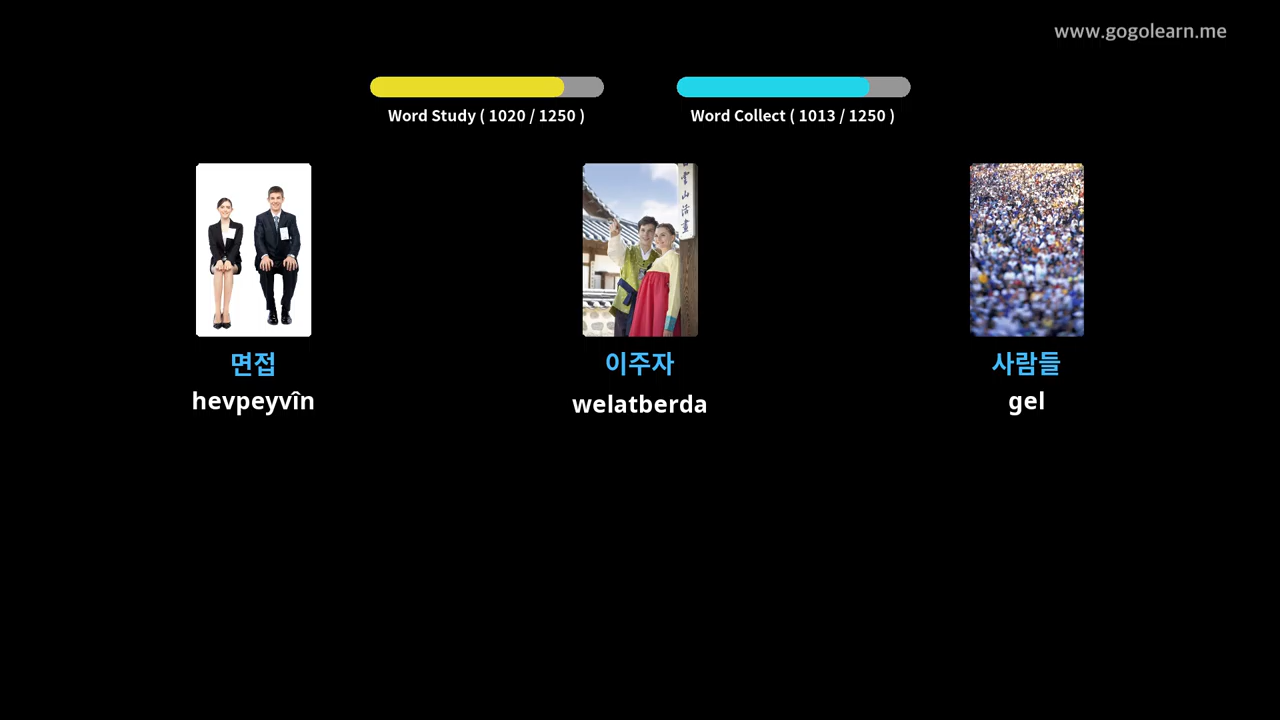 www.gogolearn.me
Word Study ( 1020 / 1250 )
Word Collect ( 1013 / 1250 )
면접
hevpeyvîn
이주자
welatberda
사람들
gel